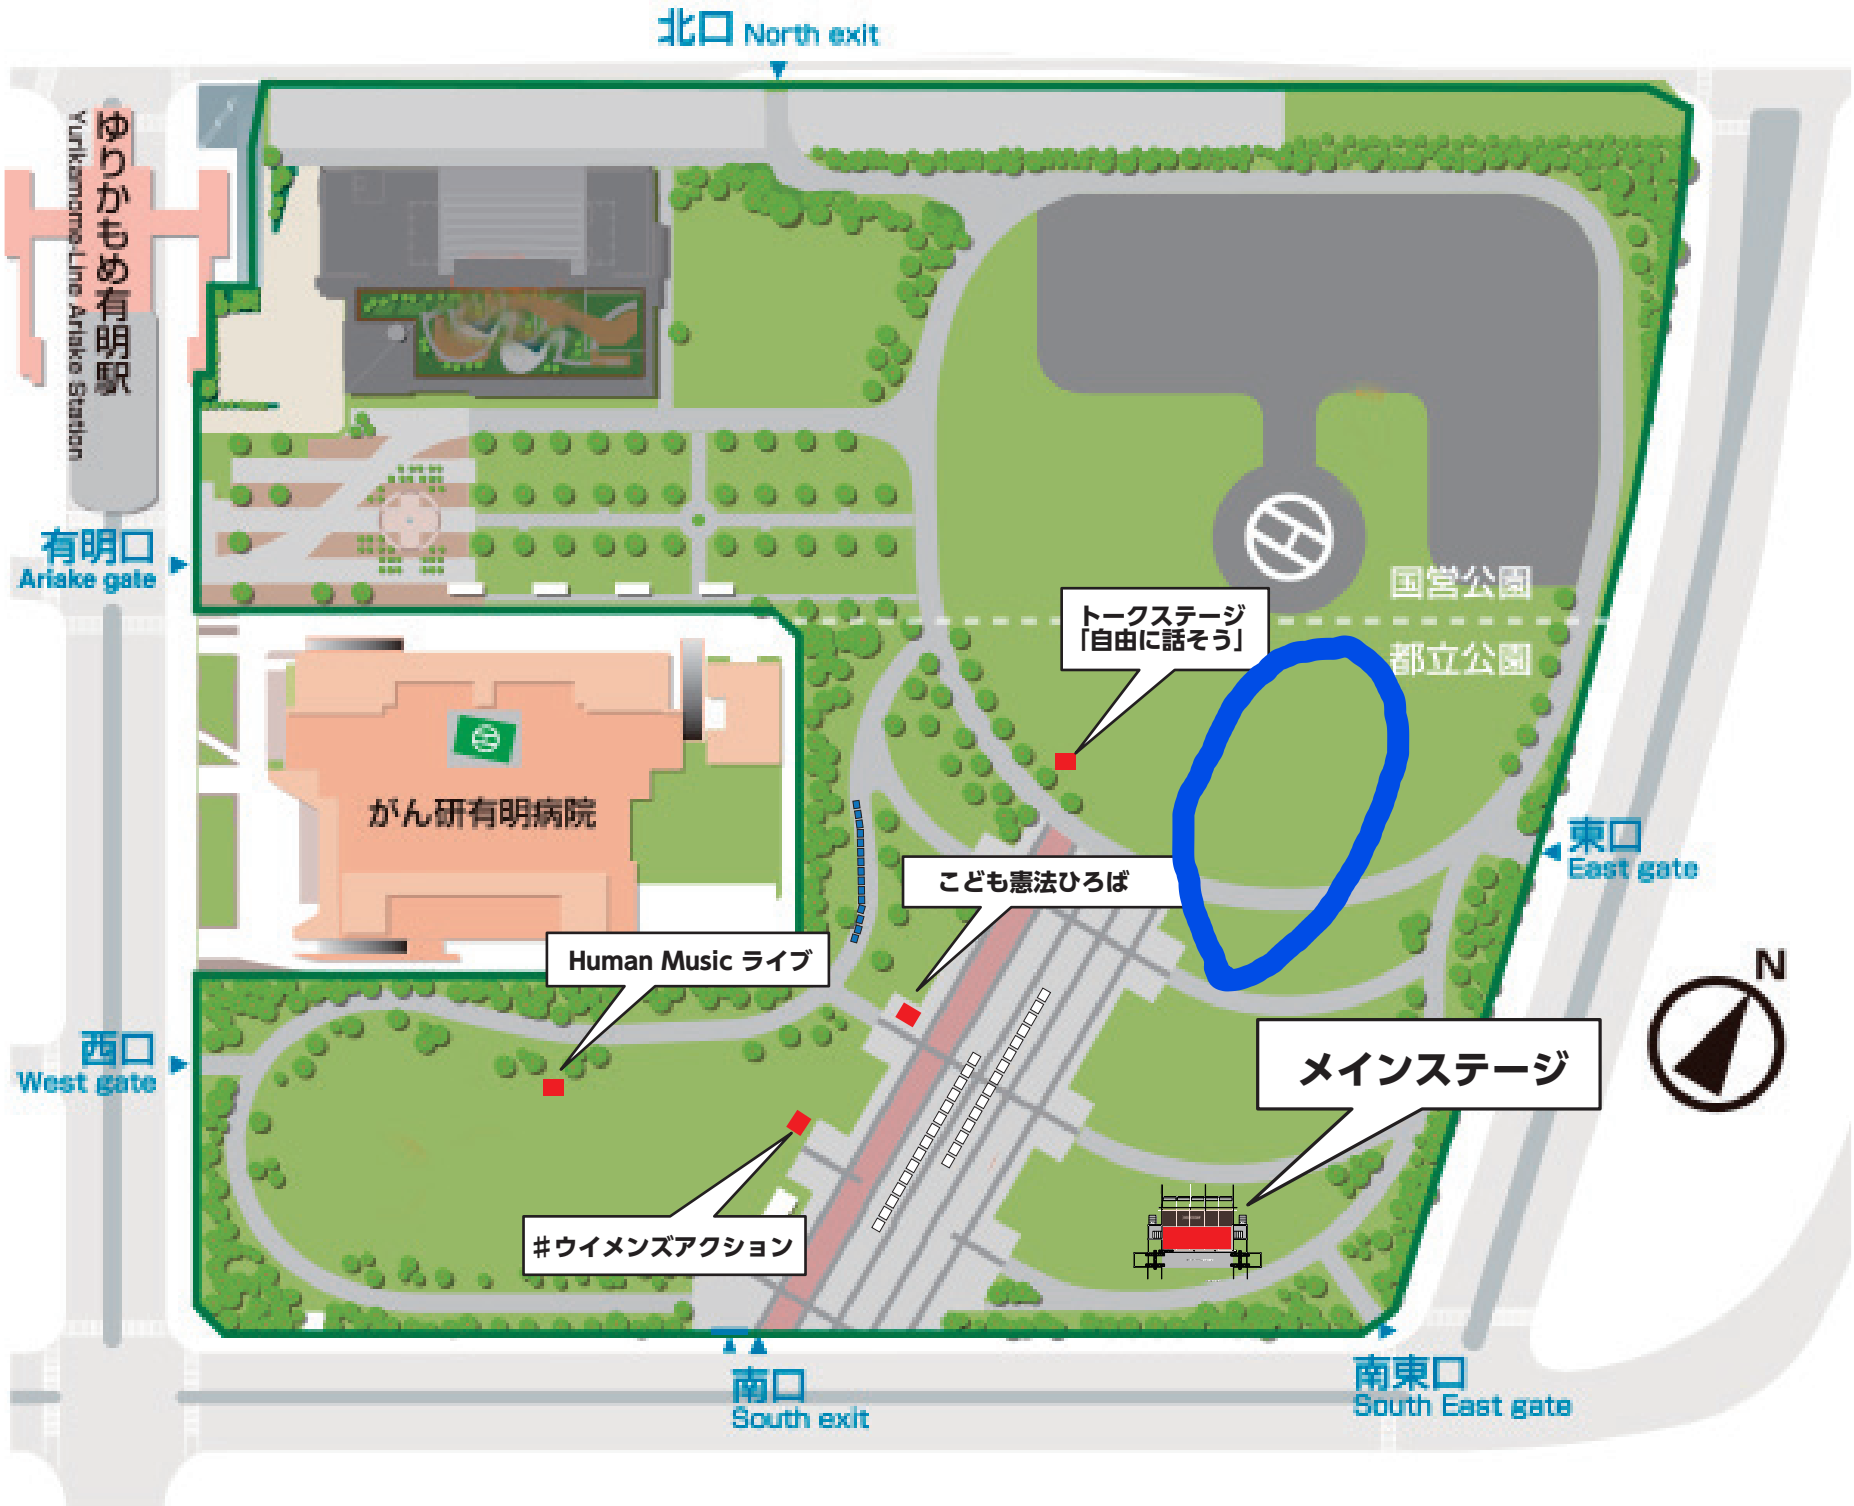 北口 North exit
ゆりかもめ有明駅
Yurikamome-Line Ariake Station
有明口
Ariake gate
国営公園
トークステージ
「自由に話そう」
都立公園
がん研有明病院
東口
East gate
こども憲法ひろば
Human Music ライブ
N
西口
West gate
メインステージ
♯ウイメンズアクション
南口
South exit
南東口
South East gate